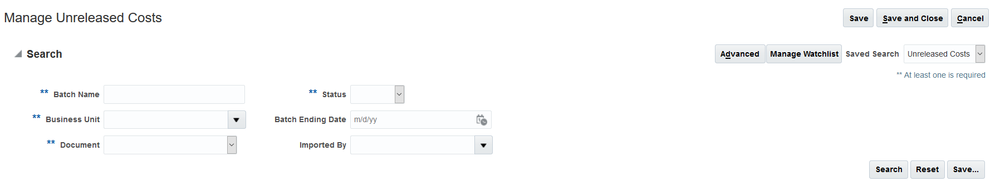 Manage Unreleased Costs
Save Save and Close Cancel
Search
Advanced Manage Watchlist Saved Search Unreleased Costs
** At least one is required
** Batch Name ** Status
** Business Unit Batch Ending Date m/d/yy
** Document Imported By
Search Reset Save...